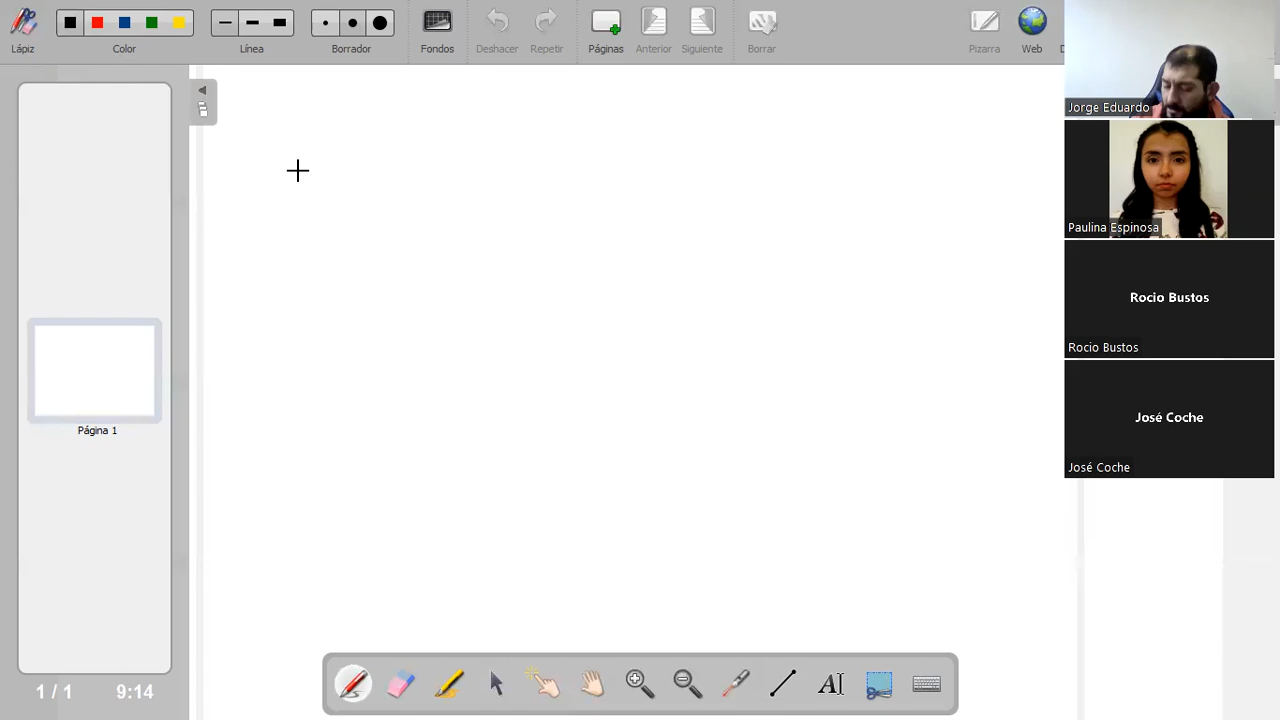 Lápiz
Color
Línea
Borrador
Fondos
Deshacer
Repetir
Páginas
Anterior
Siguiente
Borrar
Pizarra
Web
Jorge Eduardo
Paulina Espinosa
Rocio Bustos
Rocio Bustos
José Coche
José Coche
Página 1
1 / 1
9:14